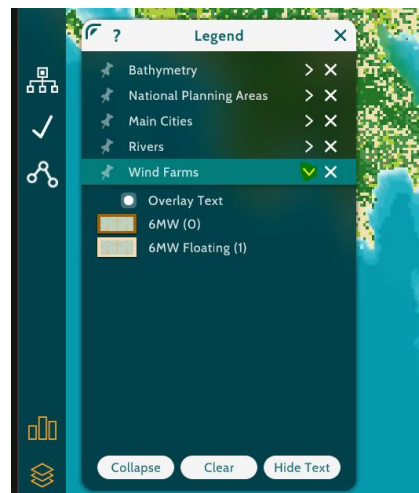 ? Legend
Bathymetry
National Planning Areas
Main Cities
Rivers
Wind Farms
Overlay Text
6MW (0)
6MW Floating (1)
Collapse Clear Hide Text